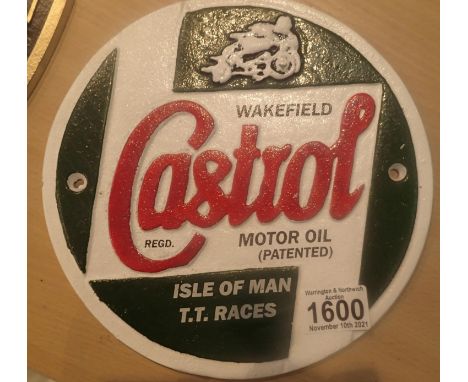 WAKEFIELD
Castrol
REGD.
MOTOR OIL
(PATENTED)
ISLE OF MAN
T.T. RACES
Warrington & Northwich
Auction
1600
November 10th 2021